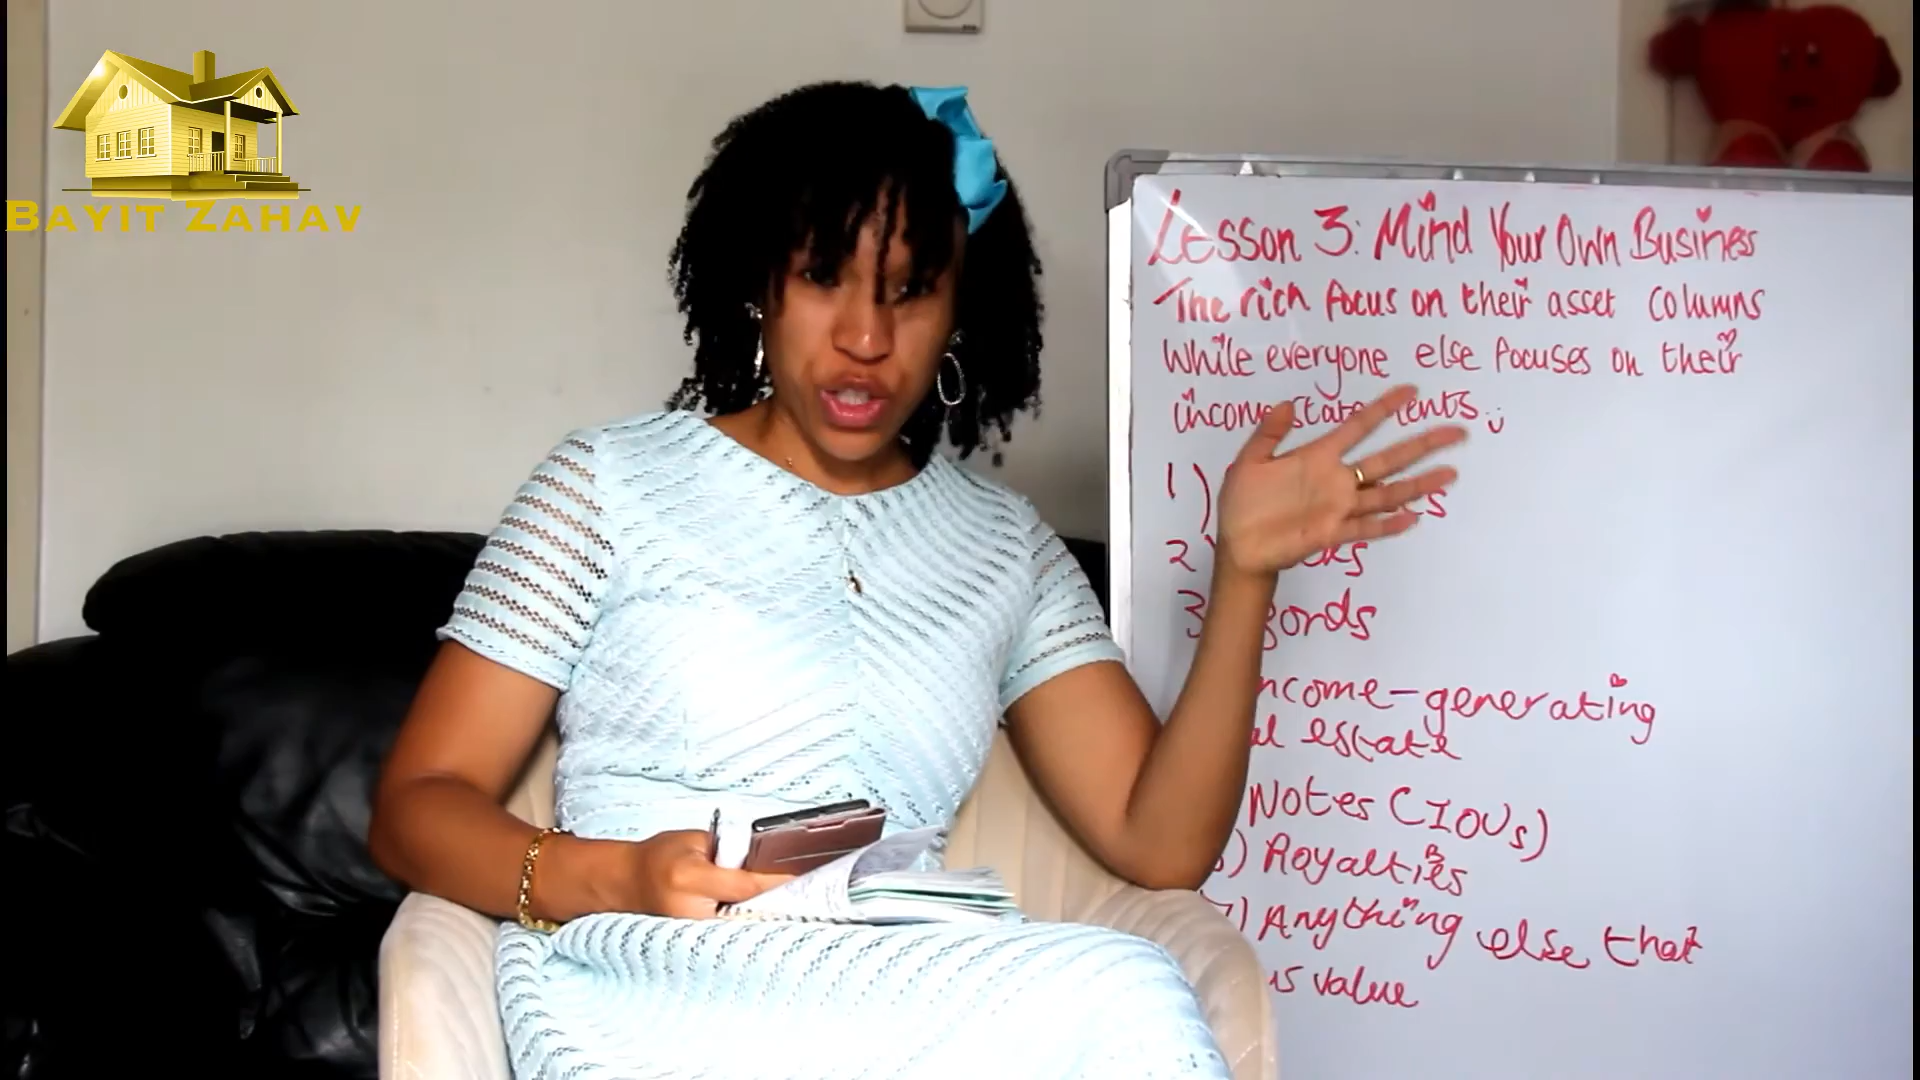 BAYIT ZAHAV
Lesson 3: Mind Your Own Business
The rich focus on their asset columns
While everyone else focuses on their
income statements
1)
2)
3
income-generating
estate
Notes (IOUs)
) Royalties
7) Anything else that
value